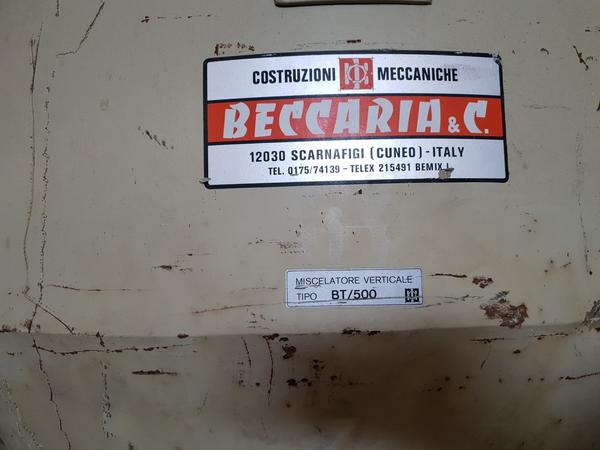 COSTRUZIONI MECCANICHE
BECCARIA & C.
12030 SCARNAFIGI (CUNEO) - ITALY
TEL. 0175/74139 - TELEX 215491 BEMIX I
MISCELATORE VERTICALE
TIPO BT/500